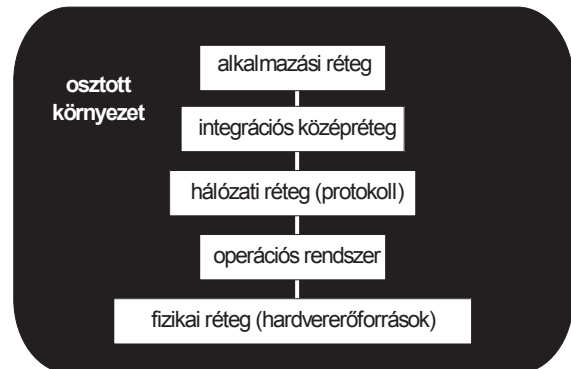 osztott
környezet
alkalmazási réteg
integrációs középréteg
hálózati réteg (protokoll)
operációs rendszer
fizikai réteg (hardvererőforrások)